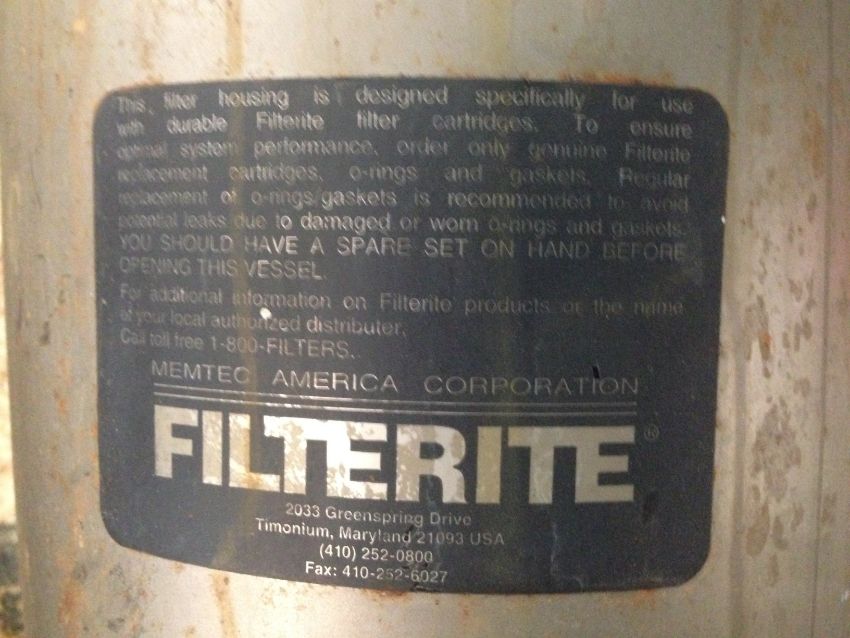 This filter housing is designed specifically for use
with durable Filterite filter cartridges. To ensure
optimal system performance, order only genuine Filterite
replacement cartridges, o-rings and gaskets. Regular
replacement of o-rings/gaskets is recommended to avoid
potential leaks due to damaged or worn o-rings and gaskets.
YOU SHOULD HAVE A SPARE SET ON HAND BEFORE
OPENING THIS VESSEL.
For additional information on Filterite products or the name
of your local authorized distributer,
Call toll free 1-800-FILTERS.
MEMTEC AMERICA CORPORATION
FILTERITE®
2033 Greenspring Drive
Timonium, Maryland 21093 USA
(410) 252-0800
Fax: 410-252-6027